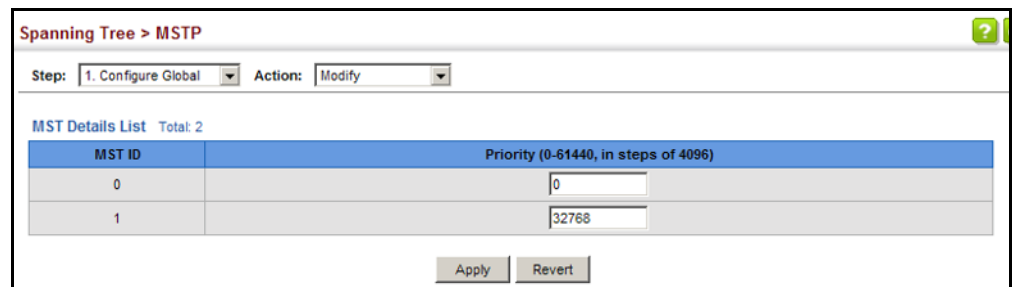 Spanning Tree > MSTP ?
Step: 1. Configure Global Action: Modify
MST Details List Total: 2
MST ID Priority (0-61440, in steps of 4096)
0 0
1 32768
Apply Revert